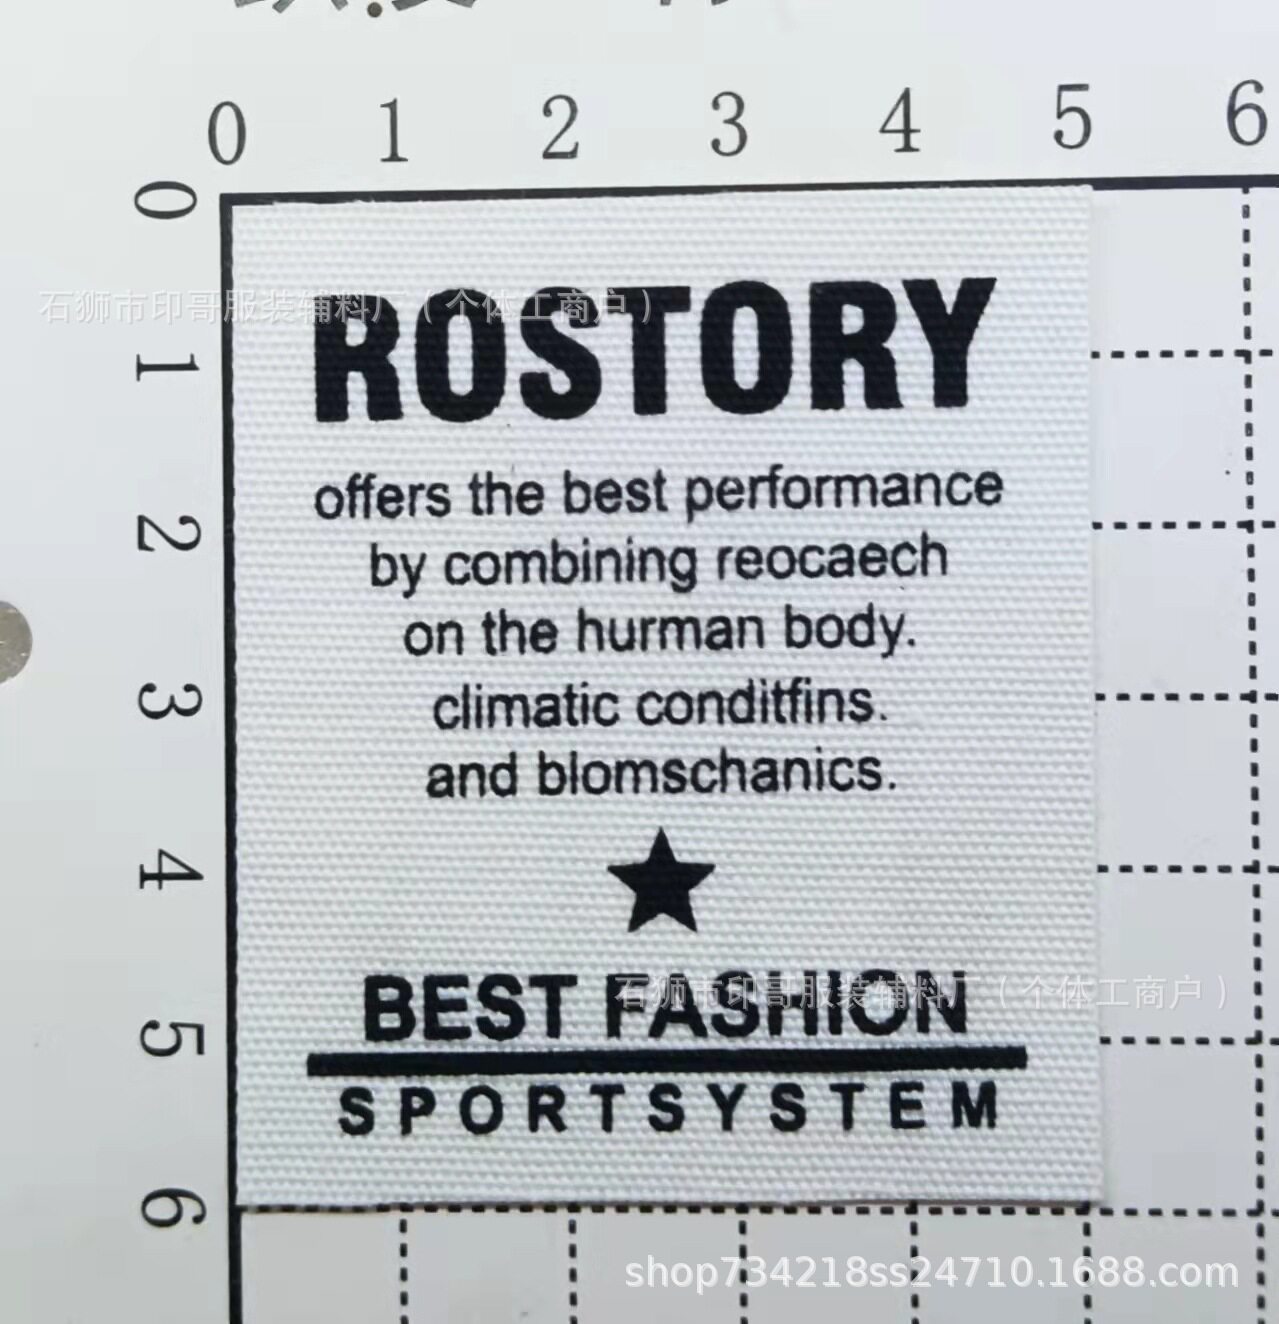 0 1 2 3 4 5 6
0
石狮市印哥服装辅料厂（个体工商户）
ROSTORY
1
offers the best performance
2
by combining reocaech
on the hurman body.
3
climatic conditfins.
and blomschanics.
4
石狮市印哥服装辅料厂（个体工商户）
BEST FASHION
5
SPORTSYSTEM
6
shop734218ss24710.1688.com